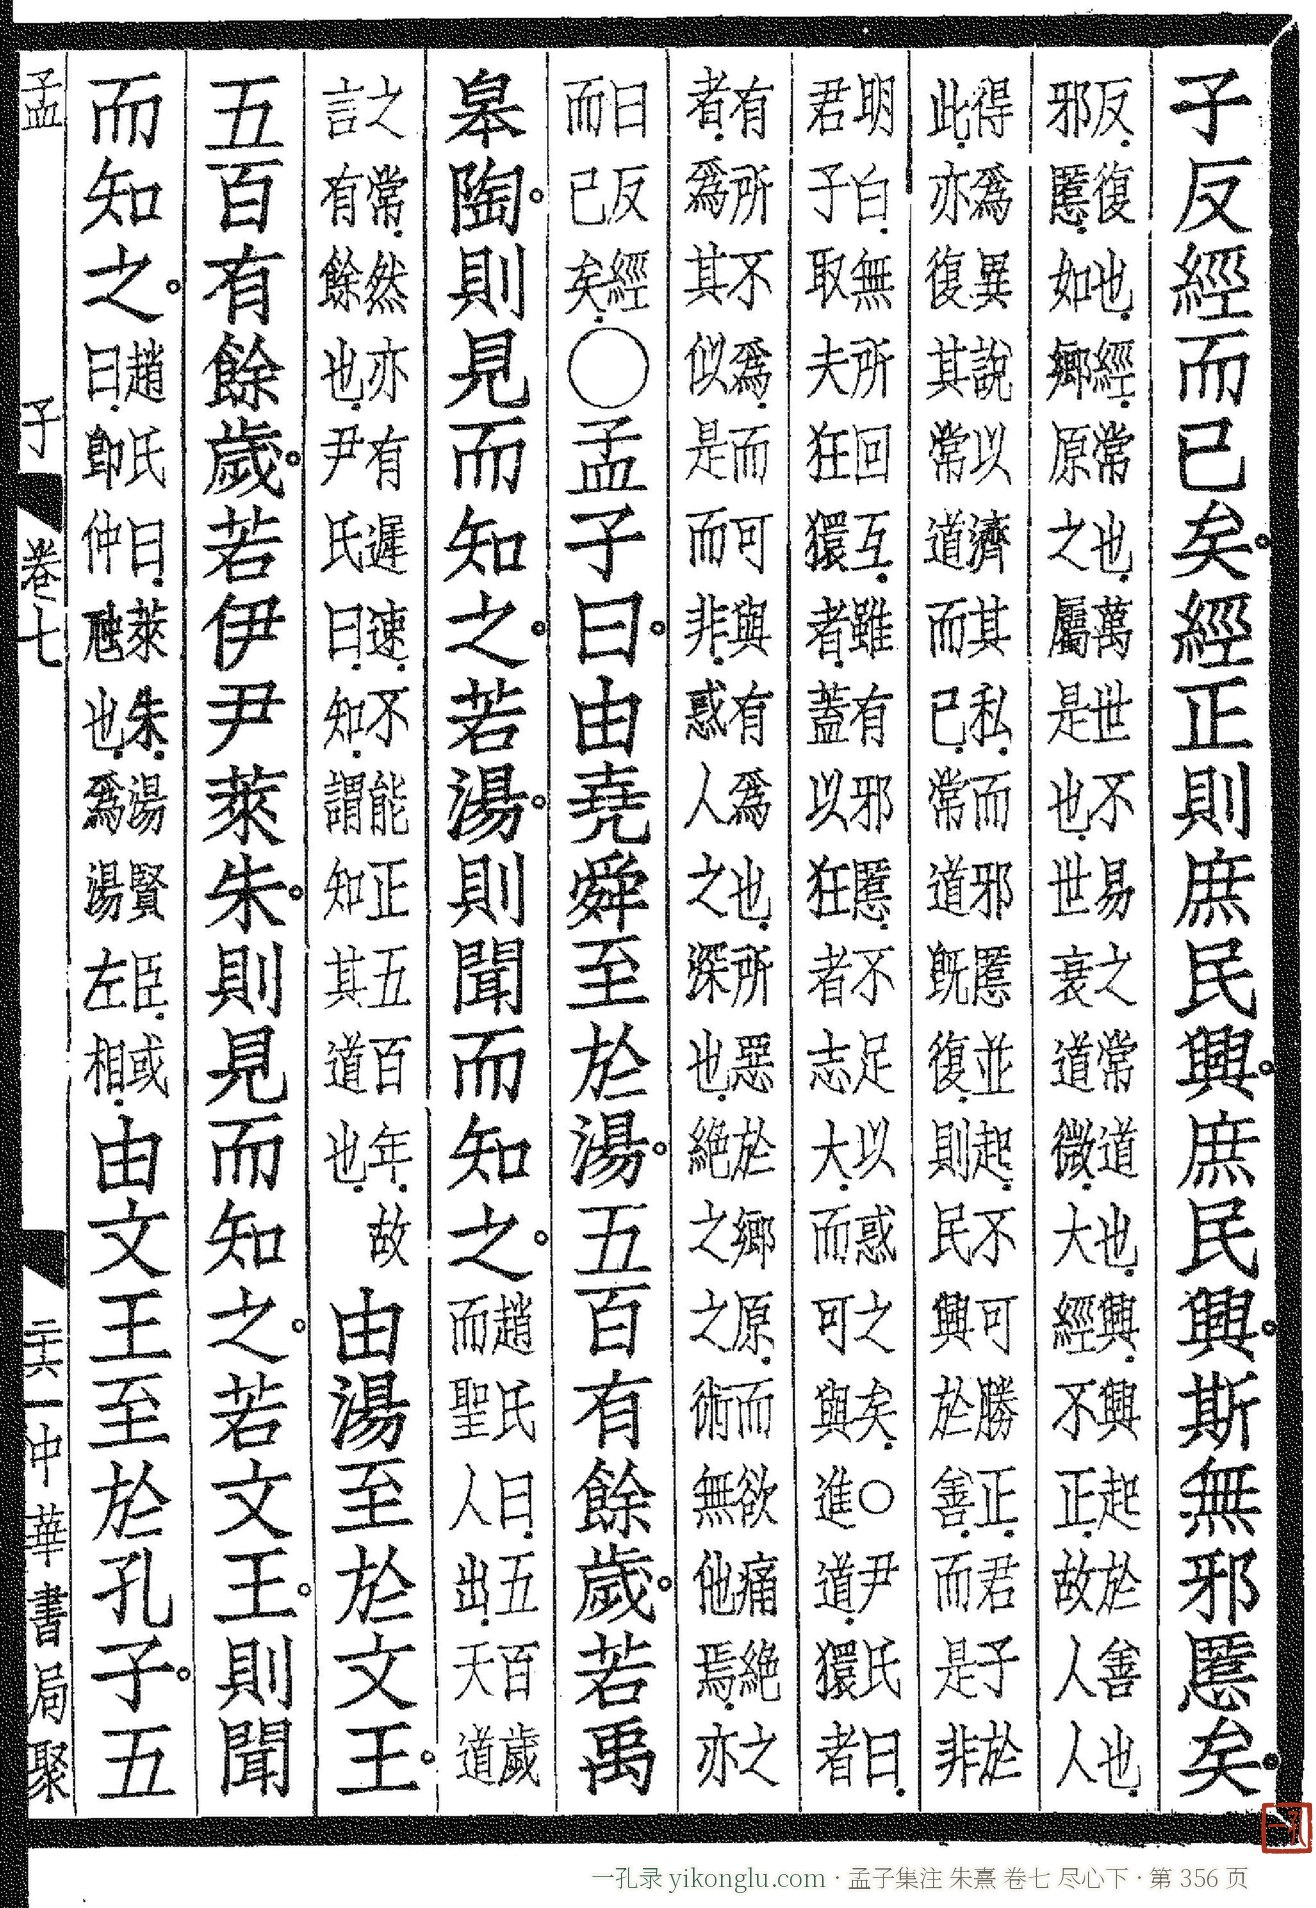 子反經而已矣。經正則庶民興。庶民興。斯無邪慝矣。
反復也經常也萬世不易之常道也興興起於善也
邪慝如鄉原之屬是也世衰道微大經不正故人人
得爲異說以濟其私而邪慝並起不可勝正君子於
此亦復其常道而已常道既復則民興於善而是非
明白無所回互雖有邪慝不足以惑之矣○尹氏曰
君子取夫狂獧者蓋以狂者志大而可與進道獧者
有所不爲而可與有爲也所惡於鄉原而欲痛絕之
者爲其似是而非惑人之深也絕之之術無他焉亦
曰反經
而已矣
○孟子曰。由堯舜至於湯。五百有餘歲。若禹
皋陶。則見而知之。若湯。則聞而知之。
趙氏曰五百歲
而聖人出天道
之常然亦有遲速不能正五百年故
言有餘也尹氏曰知謂知其道也
由湯至於文王。
五百有餘歲。若伊尹萊朱。則見而知之。若文王。則聞
而知之。
趙氏曰萊朱湯賢臣或
曰即仲虺也爲湯左相
由文王至於孔子。五
孟子 卷七 二十六 中華書局聚
一孔录 yikonglu.com · 孟子集注 朱熹 卷七 尽心下 · 第 356 页